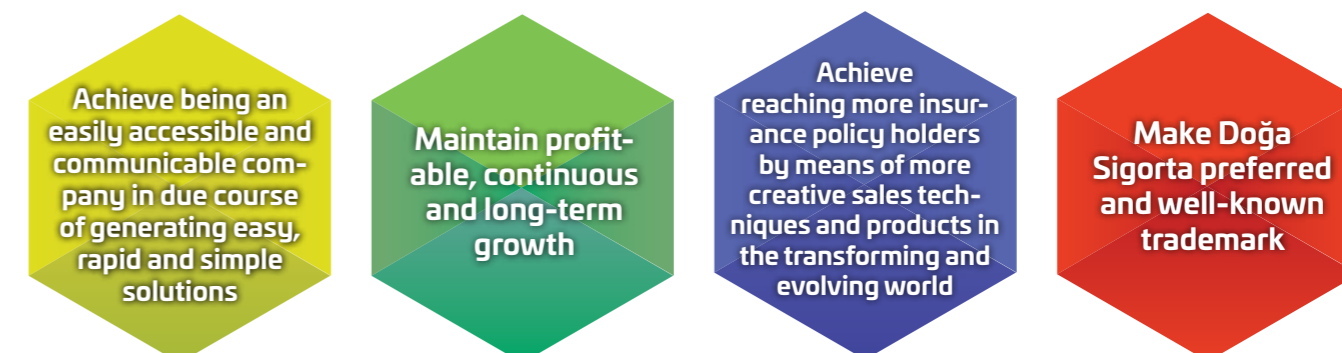 Achieve being an
easily accessible and
communicable com-
pany in due course
of generating easy,
rapid and simple
solutions
Maintain profit-
able, continuous
and long-term
growth
Achieve
reaching more insur-
ance policy holders
by means of more
creative sales tech-
niques and products in
the transforming and
evolving world
Make Doğa
Sigorta preferred
and well-known
trademark